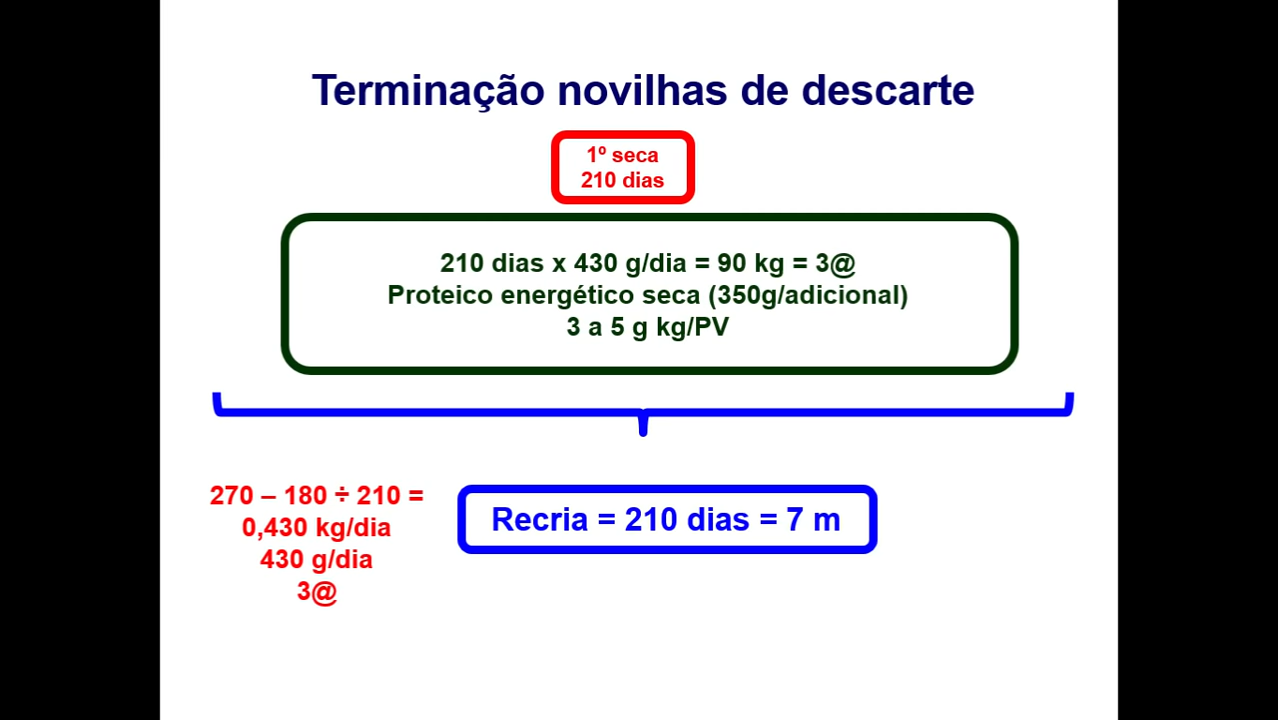 Terminação novilhas de descarte
1º seca
210 dias
210 dias x 430 g/dia = 90 kg = 3@
Proteico energético seca (350g/adicional)
3 a 5 g kg/PV
270 – 180 ÷ 210 =
0,430 kg/dia
430 g/dia
3@
Recria = 210 dias = 7 m